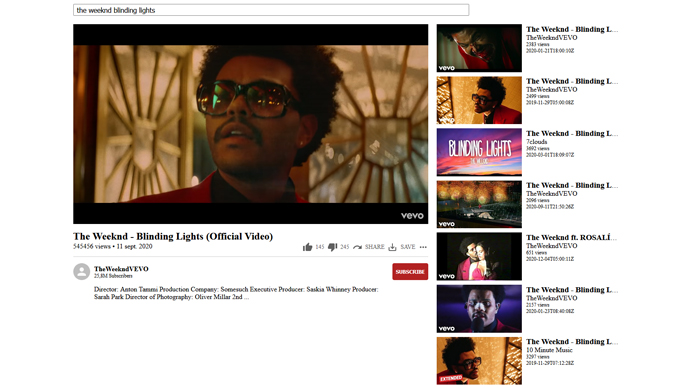 the weeknd blinding lights
vevo
The Weeknd - Blinding Lights (Official Video)
545456 views • 11 sept. 2020
145
245
SHARE
SAVE
TheWeekndVEVO
25,8M Subscribers
SUBSCRIBE
Director: Anton Tammi Production Company: Somesuch Executive Producer: Saskia Whinney Producer:
Sarah Park Director of Photography: Oliver Millar 2nd ...
vevo
The Weeknd - Blinding L...
TheWeekndVEVO
2383 views
2020-01-21T18:00:10Z
vevo
The Weeknd - Blinding L...
TheWeekndVEVO
2499 views
2019-11-29T05:00:08Z
BLINDING LIGHTS
THE WEEKND
The Weeknd - Blinding L...
7clouds
3692 views
2020-03-01T18:09:07Z
vevo
The Weeknd - Blinding L...
TheWeekndVEVO
2096 views
2020-09-11T21:50:26Z
vevo
The Weeknd ft. ROSALÍ...
TheWeekndVEVO
651 views
2020-12-04T05:00:11Z
vevo
The Weeknd - Blinding L...
TheWeekndVEVO
2157 views
2020-01-23T08:40:08Z
EXTENDED
vevo
The Weeknd - Blinding L...
10 Minute Music
3297 views
2019-11-29T07:12:28Z